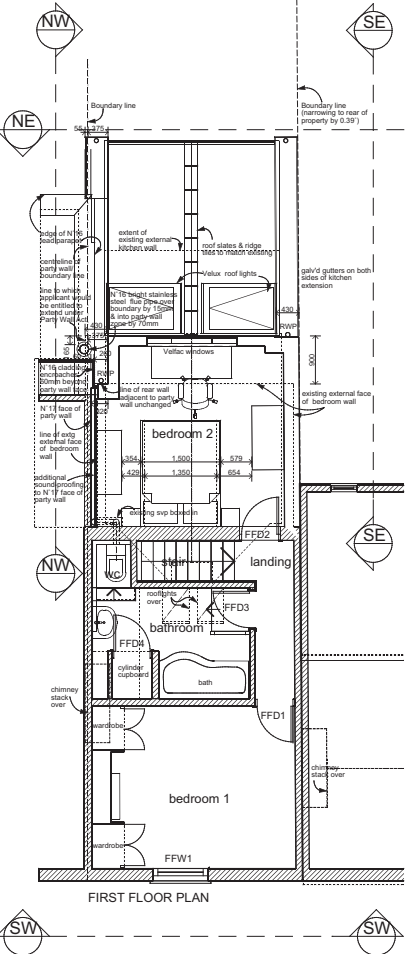 NW
SE
NE
Boundary line
Boundary line
(narrowing to rear of
property by 0.39°)
55
375
edge of N°16
lead parapet
centreline of
party wall/
boundary line
line to which
applicant would
be entitled to
extend under
Party Wall Act
extent of
existing external
kitchen wall
roof slates & ridge
tiles to match existing
Velux roof lights
galv'd gutters on both
sides of kitchen
extension
N°16 bright stainless
steel flue pipe over
boundary by 15mm
& into party wall
zone by 70mm
430
430
RWP
RWP
Velfac windows
900
N°16 cladding
encroaches
60mm beyond
party wall face
line of rear wall
adjacent to party
wall unchanged
existing external face
of bedroom wall
N°17 face of
party wall
line of extg
external face
of bedroom
wall
bedroom 2
354
1,500
579
429
1,350
654
additional
sound-proofing
to N°17 face of
party wall
existing svp boxed in
FFD2
SE
NW
WC
stair
landing
rooflights
over
FFD3
bathroom
FFD4
cylinder
cupboard
bath
chimney
stack
over
FFD1
wardrobe
chimney
stack over
bedroom 1
wardrobe
FFW1
FIRST FLOOR PLAN
SW
SW